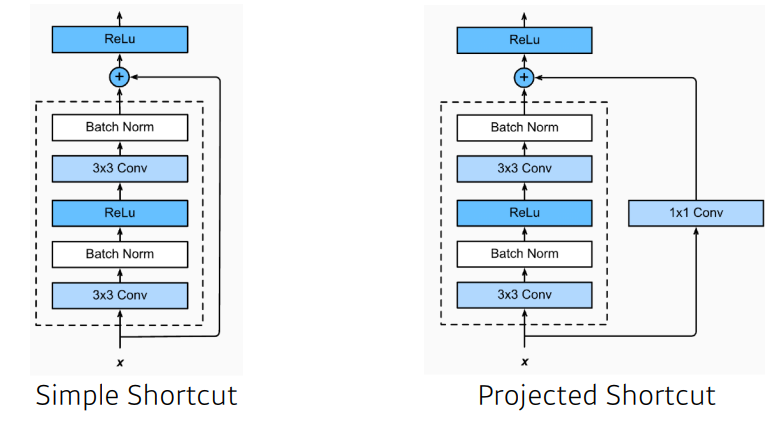 ReLu
+
Batch Norm
3x3 Conv
ReLu
Batch Norm
3x3 Conv
x
Simple Shortcut
ReLu
+
Batch Norm
3x3 Conv
ReLu
Batch Norm
3x3 Conv
1x1 Conv
x
Projected Shortcut